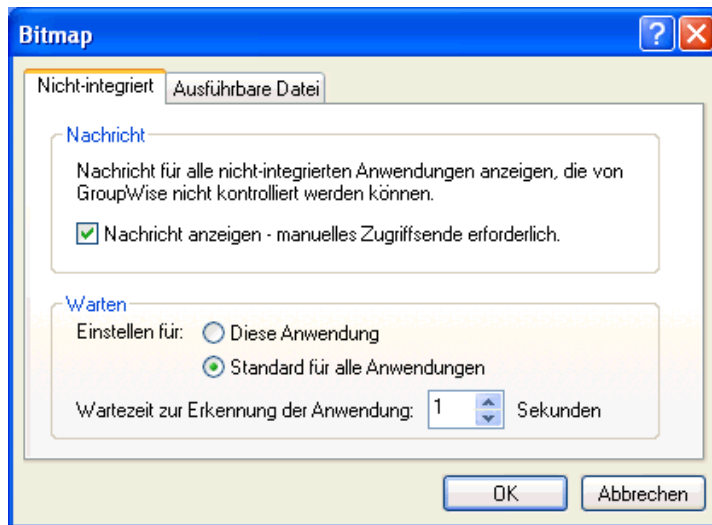 Bitmap
Nicht-integriert
Ausführbare Datei
Nachricht
Nachricht für alle nicht-integrierten Anwendungen anzeigen, die von
GroupWise nicht kontrolliert werden können.
Nachricht anzeigen - manuelles Zugriffsende erforderlich.
Warten
Einstellen für: Diese Anwendung
Standard für alle Anwendungen
Wartezeit zur Erkennung der Anwendung: 1 Sekunden
OK
Abbrechen